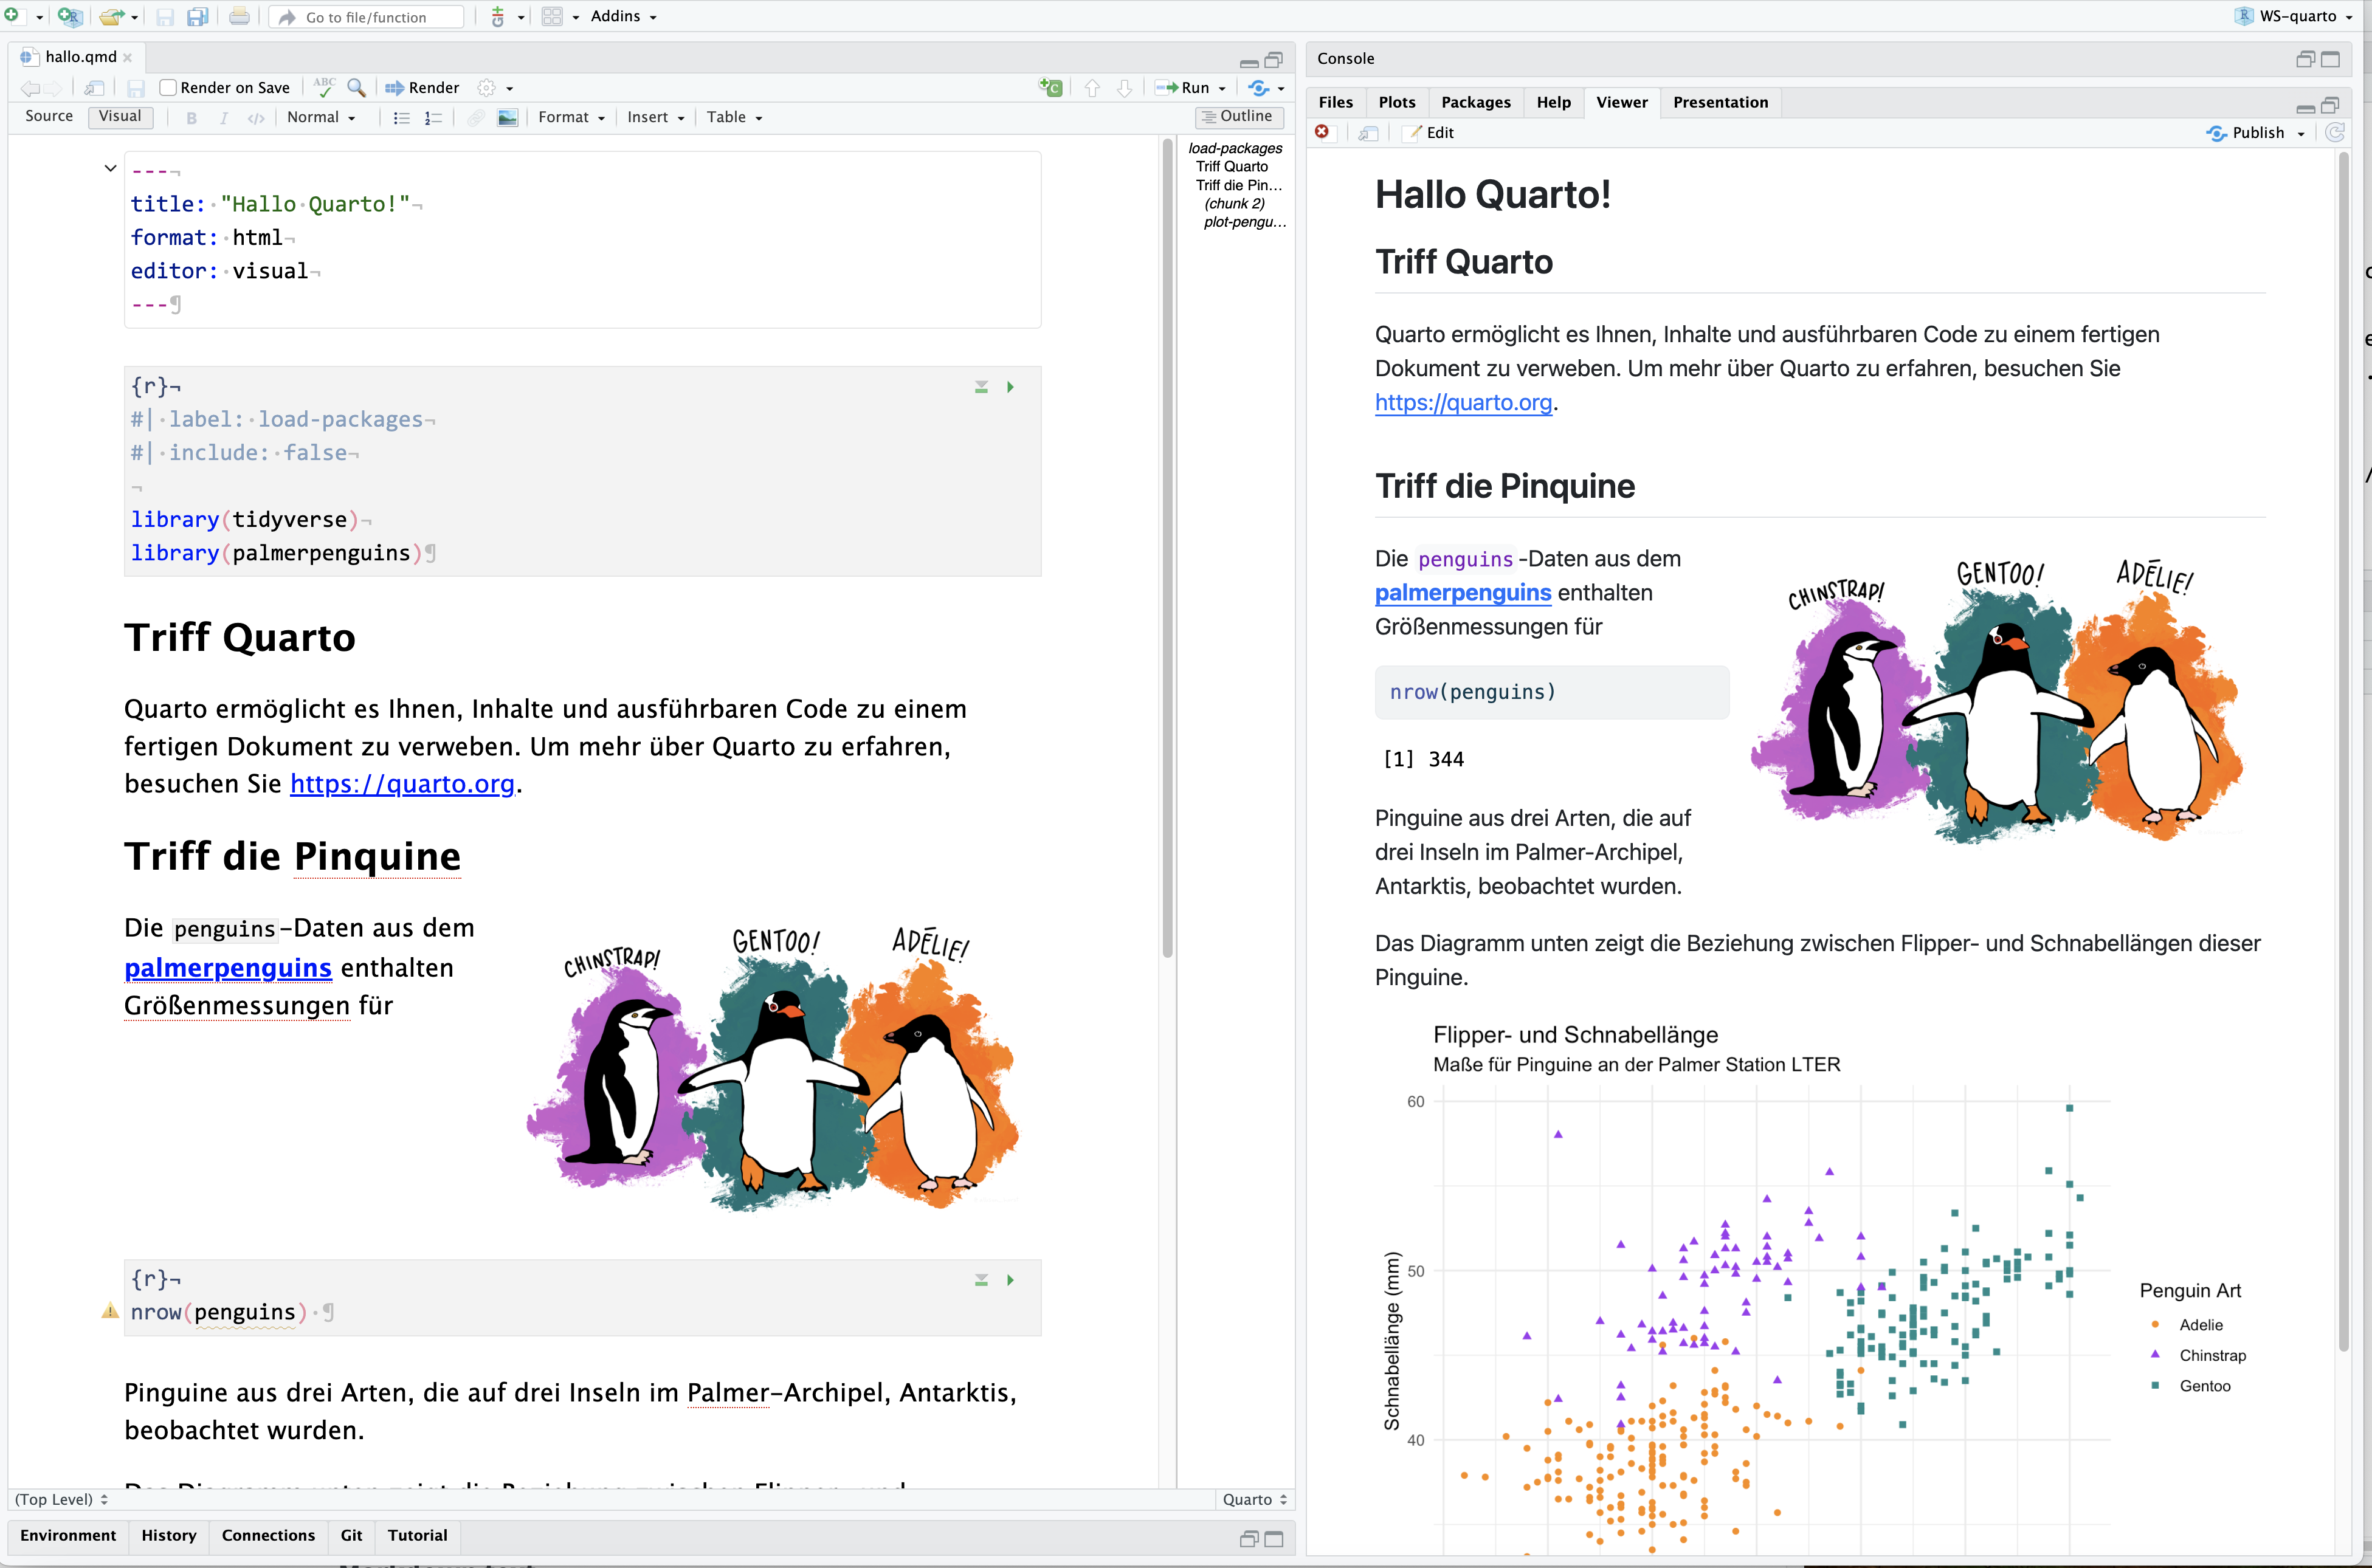 Go to file/function
Addins
WS-quarto
hallo.qmd
Render on Save
ABC
Render
Run
Source
Visual
B
I
</>
Normal
Format
Insert
Table
Outline
---¬
title: "Hallo Quarto!"¬
format: html¬
editor: visual¬
---¶
{r}¬
#| label: load-packages¬
#| include: false¬
¬
library(tidyverse)¬
library(palmerpenguins)¶
Triff Quarto
Quarto ermöglicht es Ihnen, Inhalte und ausführbaren Code zu einem
fertigen Dokument zu verweben. Um mehr über Quarto zu erfahren,
besuchen Sie https://quarto.org.
Triff die Pinquine
Die penguins-Daten aus dem
palmerpenguins enthalten
Größenmessungen für
CHINSTRAP!
GENTOO!
ADÉLIE!
{r}¬
nrow(penguins) ¶
Pinguine aus drei Arten, die auf drei Inseln im Palmer-Archipel, Antarktis,
beobachtet wurden.
Das Diagramm unten zeigt die Beziehung zwischen Flipper- und
(Top Level)
Quarto
Environment
History
Connections
Git
Tutorial
load-packages
Triff Quarto
Triff die Pin...
(chunk 2)
plot-pengu...
Console
Files
Plots
Packages
Help
Viewer
Presentation
Edit
Publish
Hallo Quarto!
Triff Quarto
Quarto ermöglicht es Ihnen, Inhalte und ausführbaren Code zu einem fertigen
Dokument zu verweben. Um mehr über Quarto zu erfahren, besuchen Sie
https://quarto.org.
Triff die Pinquine
Die penguins-Daten aus dem
palmerpenguins enthalten
Größenmessungen für
nrow(penguins)
[1] 344
Pinguine aus drei Arten, die auf
drei Inseln im Palmer-Archipel,
Antarktis, beobachtet wurden.
CHINSTRAP!
GENTOO!
ADÉLIE!
Das Diagramm unten zeigt die Beziehung zwischen Flipper- und Schnabellängen dieser
Pinguine.
Flipper- und Schnabellänge
Maße für Pinguine an der Palmer Station LTER
60
50
40
Schnabellänge (mm)
Penguin Art
Adelie
Chinstrap
Gentoo